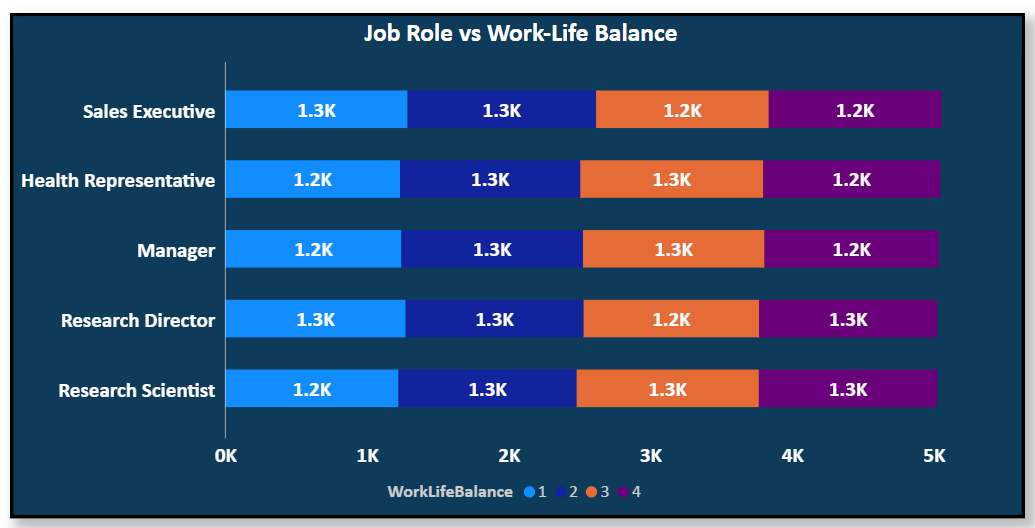 Job Role vs Work-Life Balance
Sales Executive 1.3K 1.3K 1.2K 1.2K
Health Representative 1.2K 1.3K 1.3K 1.2K
Manager 1.2K 1.3K 1.3K 1.2K
Research Director 1.3K 1.3K 1.2K 1.3K
Research Scientist 1.2K 1.3K 1.3K 1.3K
0K 1K 2K 3K 4K 5K
WorkLifeBalance 1 2 3 4